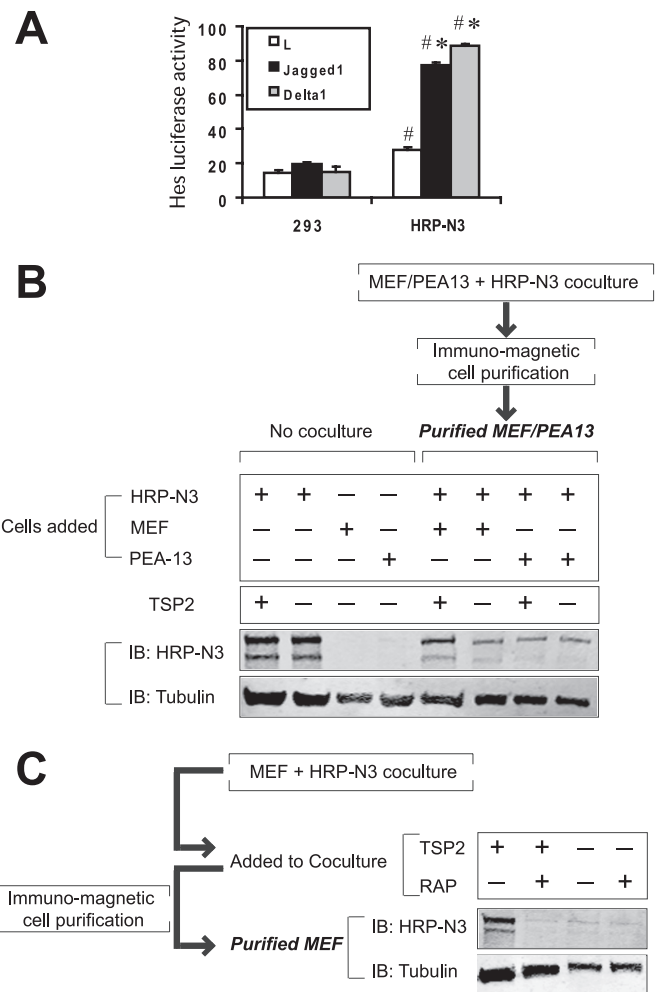 A
Hes luciferase activity
100
80
60
40
20
0
L
Jagged1
Delta1
#
#*
#*
293
HRP-N3
B
MEF/PEA13 + HRP-N3 coculture
Immuno-magnetic
cell purification
No coculture
Purified MEF/PEA13
Cells added
HRP-N3 + + — — + + + +
MEF — — + — + + — —
PEA-13 — — — + — — + +
TSP2 + — — — + — + —
IB: HRP-N3
IB: Tubulin
C
MEF + HRP-N3 coculture
Added to Coculture
TSP2 + + — —
RAP — + — +
Immuno-magnetic
cell purification
Purified MEF
IB: HRP-N3
IB: Tubulin